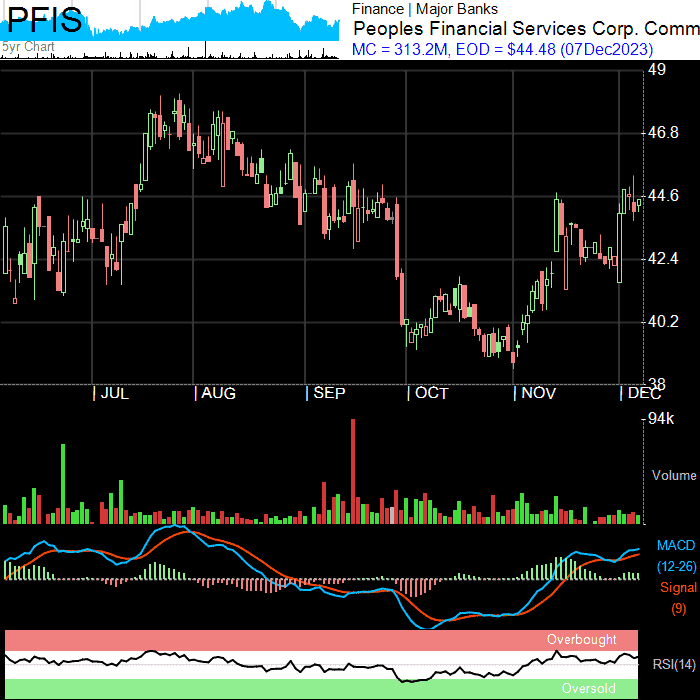 PFIS
5yr Chart
Finance | Major Banks
Peoples Financial Services Corp. Comm
MC = 313.2M, EOD = $44.48 (07Dec2023)
49
46.8
44.6
42.4
40.2
38
JUL
AUG
SEP
OCT
NOV
DEC
94k
Volume
MACD
(12-26)
Signal
(9)
Overbought
RSI(14)
Oversold